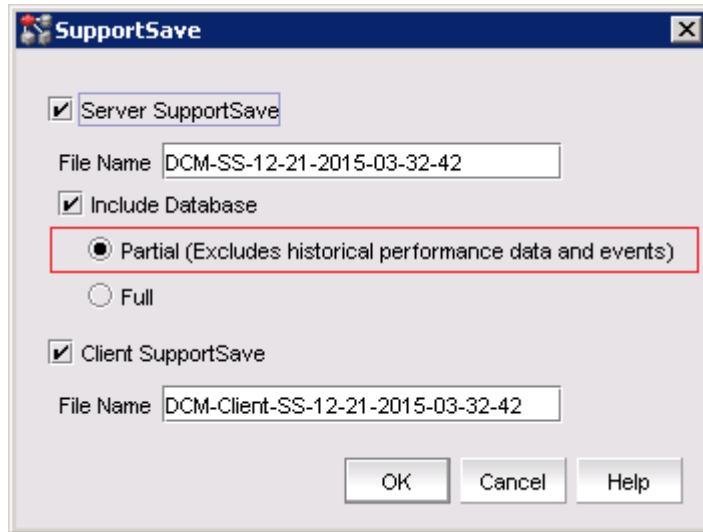 SupportSave
Server SupportSave
File Name DCM-SS-12-21-2015-03-32-42
Include Database
Partial (Excludes historical performance data and events)
Full
Client SupportSave
File Name DCM-Client-SS-12-21-2015-03-32-42
OK Cancel Help